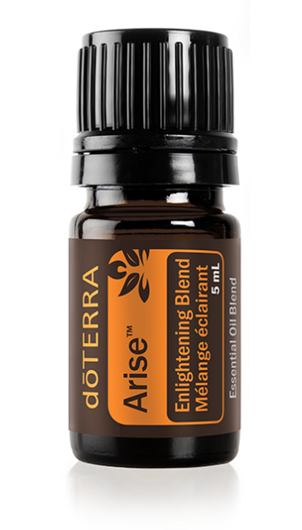 dōTERRA
Arise™
Enlightening Blend
Mélange éclairant
5 mL
Essential Oil Blend